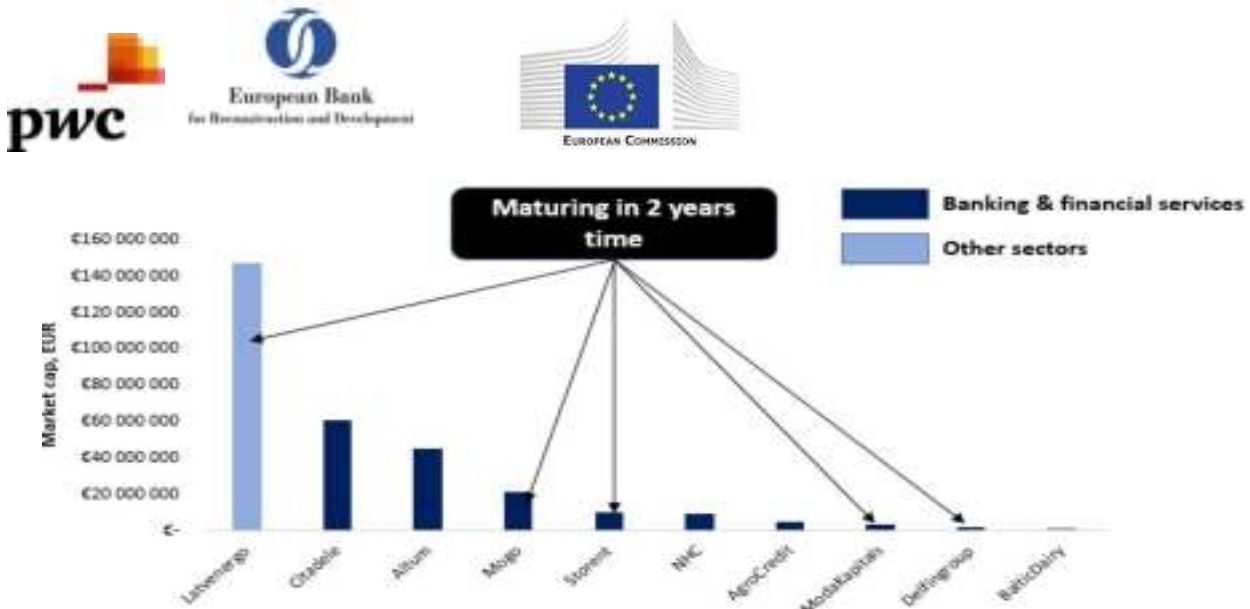 pwc
European Bank
for Reconstruction and Development
EUROPEAN COMMISSION
Maturing in 2 years
time
Banking & financial services
Other sectors
Market cap, EUR
€160 000 000
€140 000 000
€120 000 000
€100 000 000
€80 000 000
€60 000 000
€40 000 000
€20 000 000
€-
Latvenergo
Citadele
Altum
Mogo
Storent
NHC
AgroCredit
ModaKapitals
Delfingroup
BalticDairy